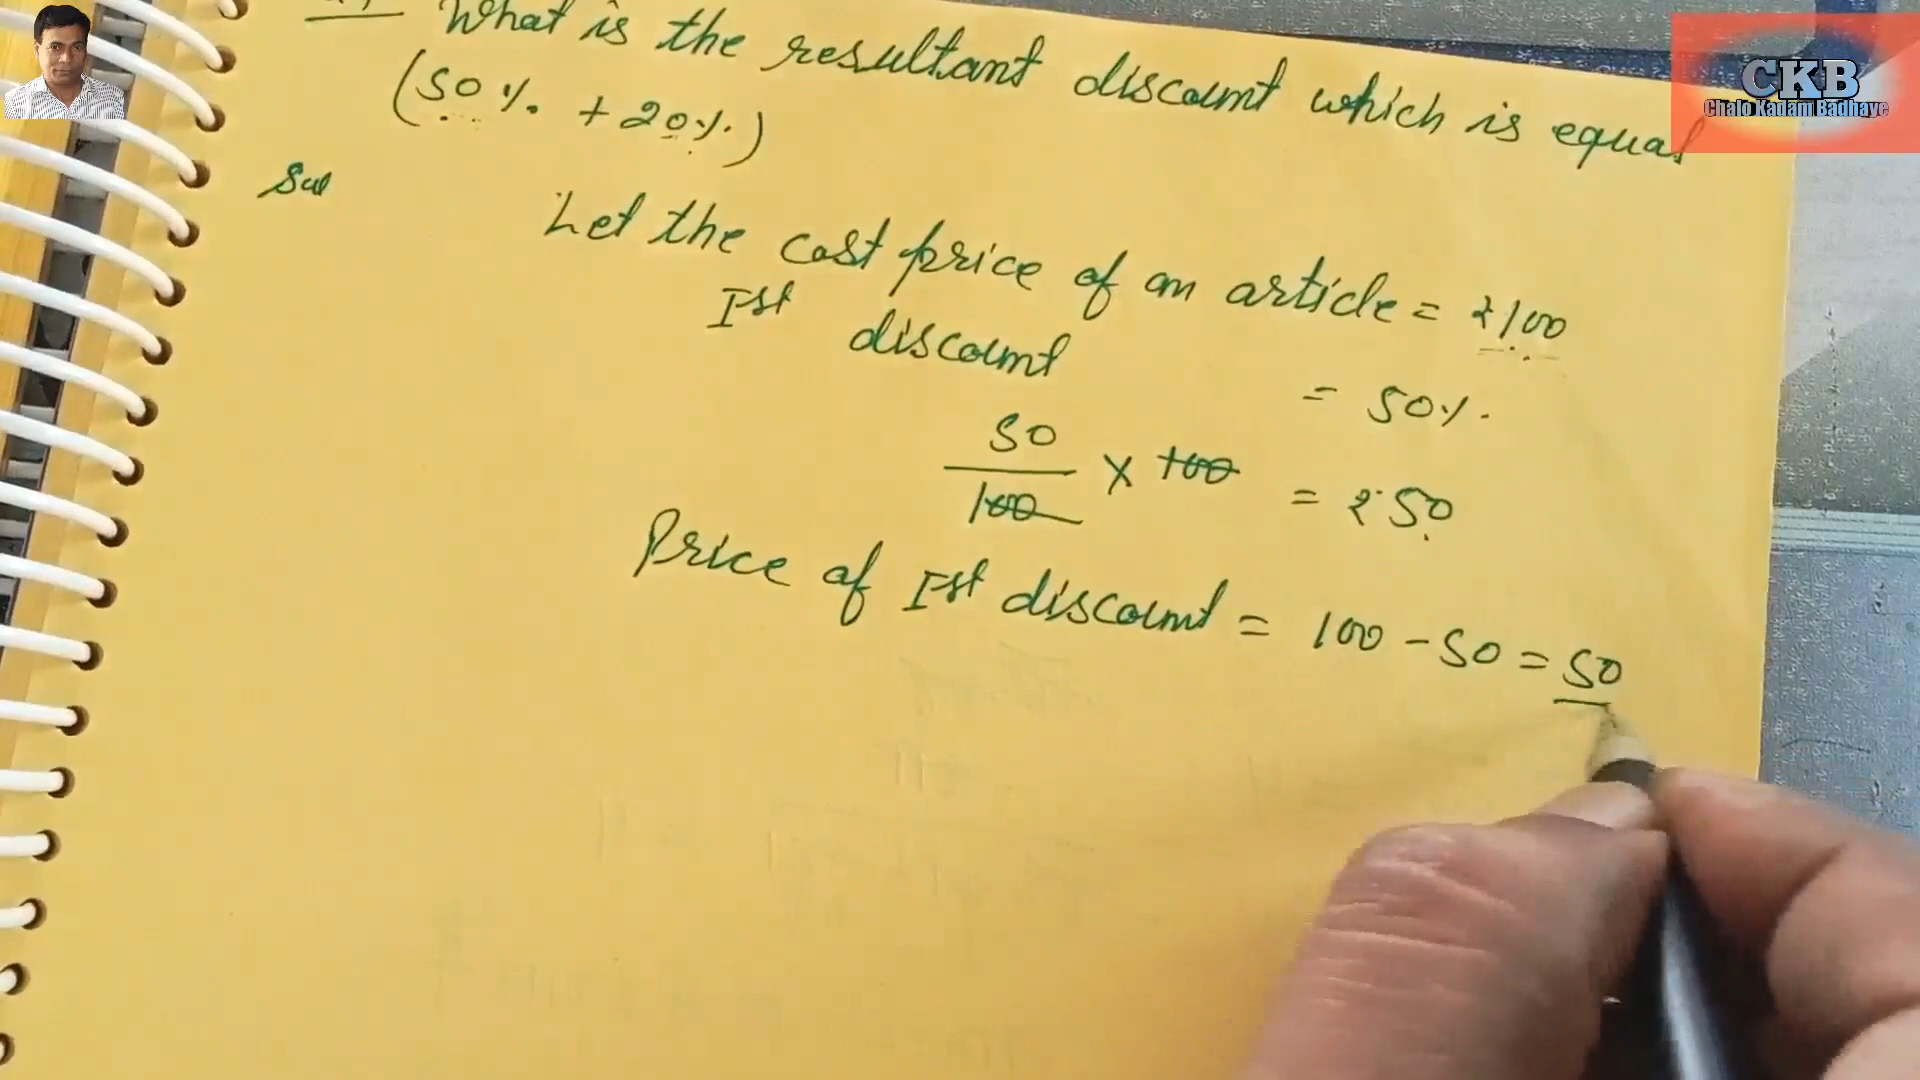 What is the resultant discount which is equal
(50% + 20%)
Sol
Let the cost price of an article = ₹100
Ist discount = 50%
50/100 × 100 = ₹50
Price of Ist discount = 100 - 50 = 50
CKB
Chalo Kadam Badhaye